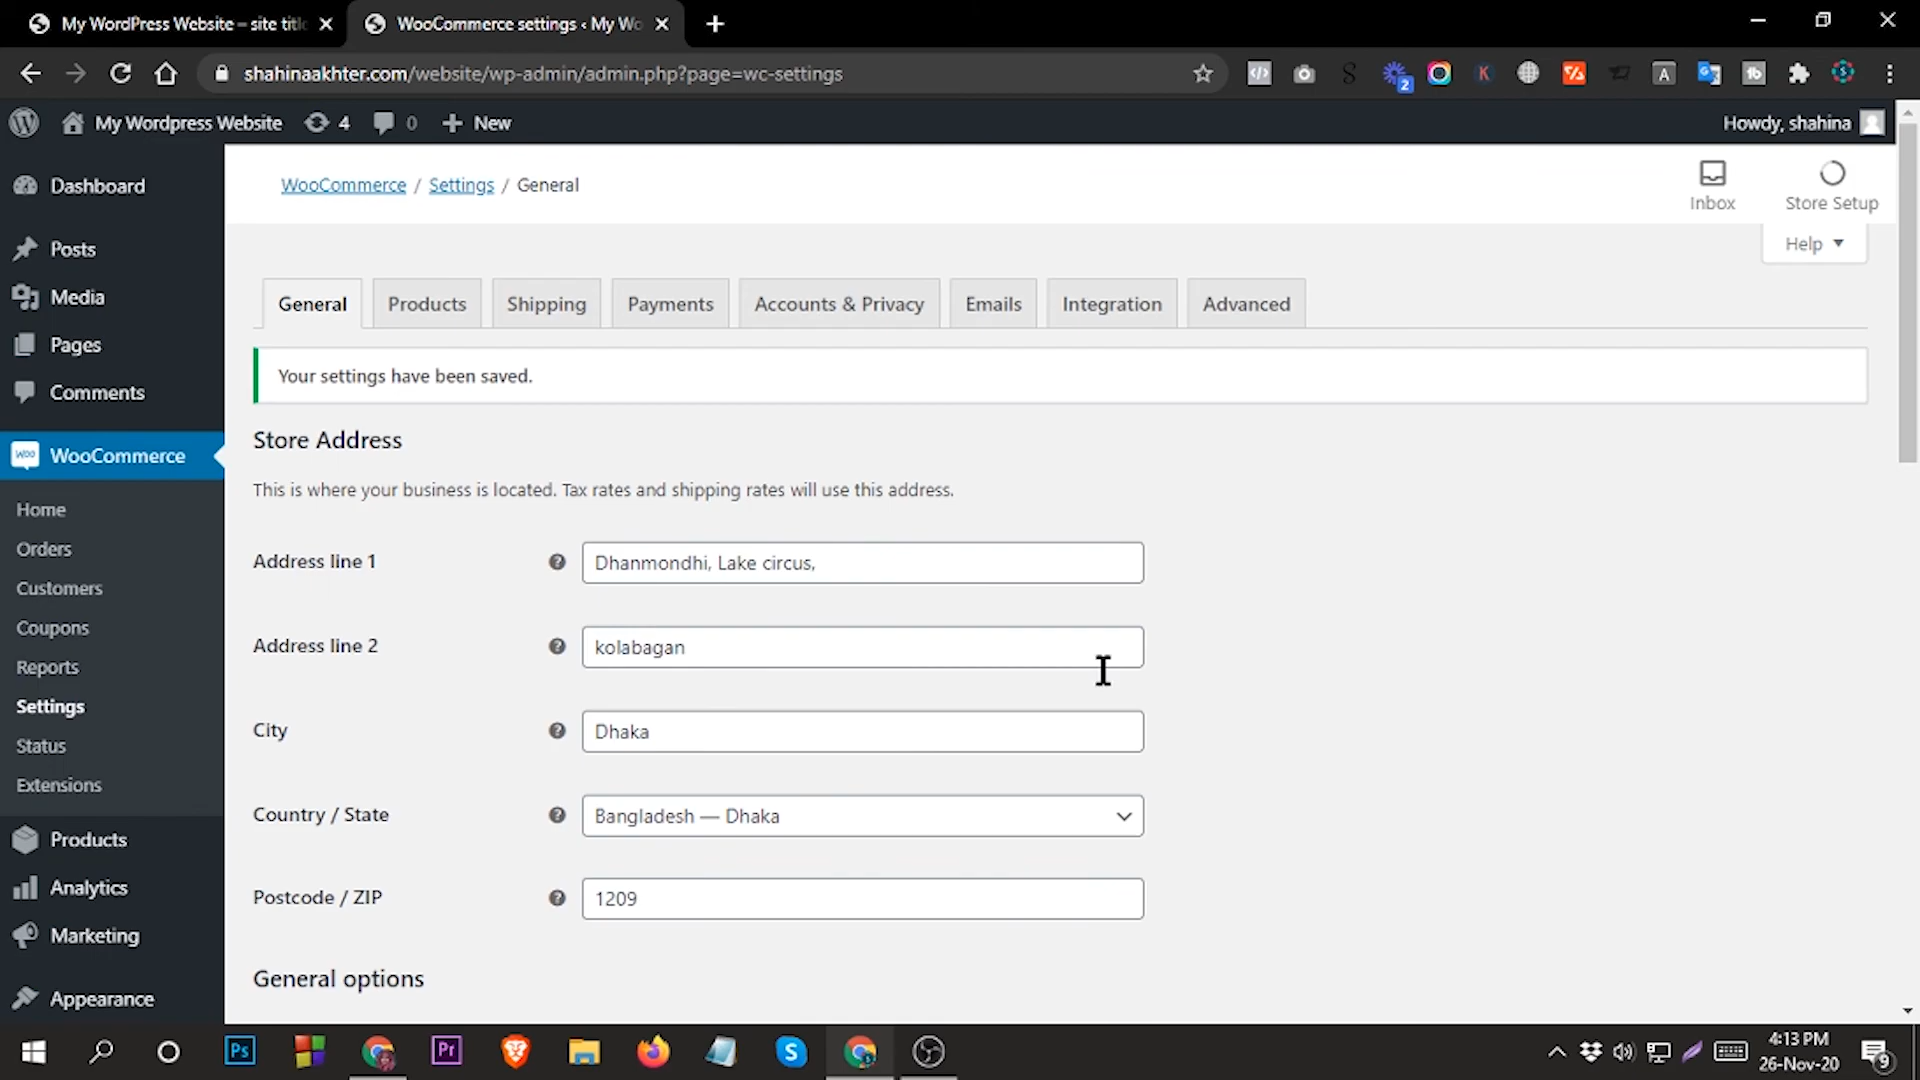 My WordPress Website – site titl
WooCommerce settings ‹ My Wo
shahinaakhter.com/website/wp-admin/admin.php?page=wc-settings
2
K
A
My Wordpress Website
4
0
New
Howdy, shahina
Dashboard
Posts
Media
Pages
Comments
WOO
WooCommerce
Home
Orders
Customers
Coupons
Reports
Settings
Status
Extensions
Products
Analytics
Marketing
Appearance
WooCommerce / Settings / General
Inbox
Store Setup
Help
General
Products
Shipping
Payments
Accounts & Privacy
Emails
Integration
Advanced
Your settings have been saved.
Store Address
This is where your business is located. Tax rates and shipping rates will use this address.
Address line 1
Dhanmondhi, Lake circus,
Address line 2
kolabagan
City
Dhaka
Country / State
Bangladesh — Dhaka
Postcode / ZIP
1209
General options
Ps
Pr
S
4:13 PM
26-Nov-20
9